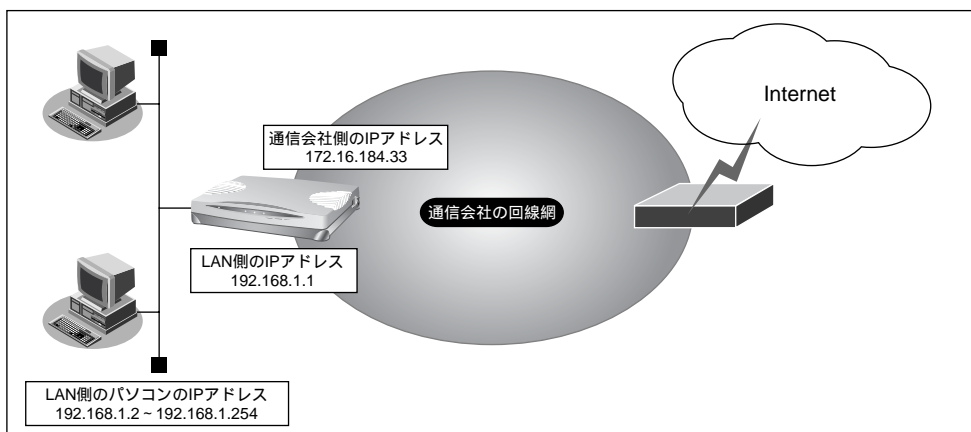 Internet
通信会社側のIPアドレス
172.16.184.33
通信会社の回線網
LAN側のIPアドレス
192.168.1.1
LAN側のパソコンのIPアドレス
192.168.1.2 ~ 192.168.1.254